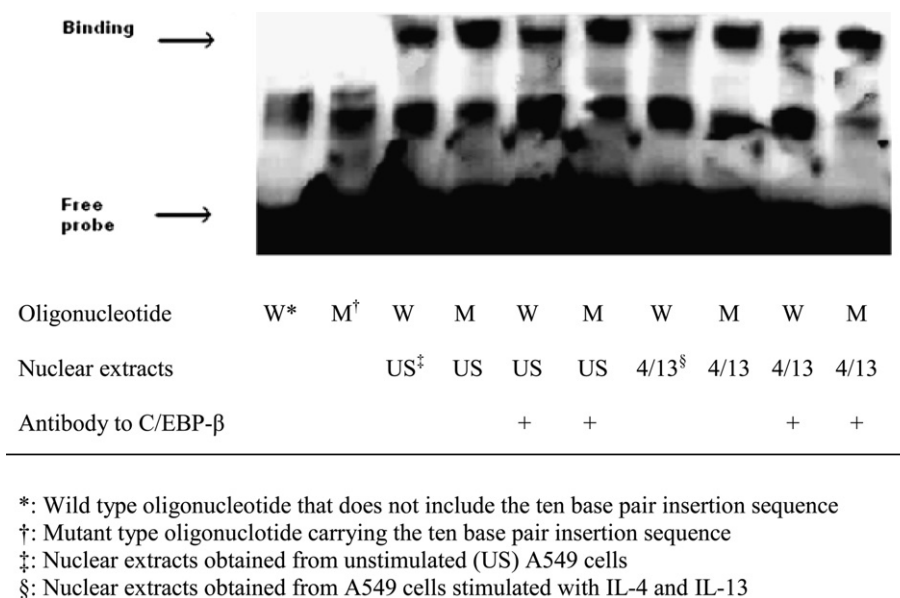 Binding
Free
probe
Oligonucleotide W* M† W M W M W M W M
Nuclear extracts US‡ US US US 4/13§ 4/13 4/13 4/13
Antibody to C/EBP-β + + + +
*: Wild type oligonucleotide that does not include the ten base pair insertion sequence
†: Mutant type oligonuclotide carrying the ten base pair insertion sequence
‡: Nuclear extracts obtained from unstimulated (US) A549 cells
§: Nuclear extracts obtained from A549 cells stimulated with IL-4 and IL-13